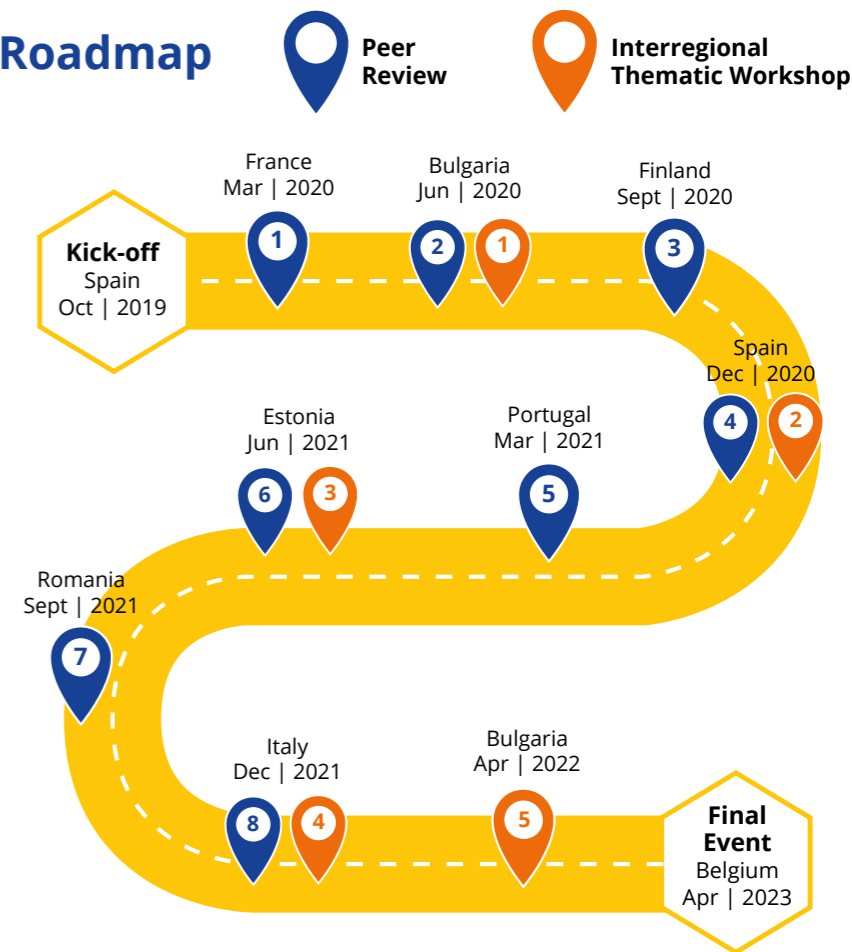 Roadmap
Peer
Review
Interregional
Thematic Workshop
France
Mar | 2020
Bulgaria
Jun | 2020
Finland
Sept | 2020
1
2
1
3
Kick-off
Spain
Oct | 2019
Spain
Dec | 2020
4
2
Portugal
Mar | 2021
5
Estonia
Jun | 2021
6
3
Romania
Sept | 2021
7
Italy
Dec | 2021
8
4
Bulgaria
Apr | 2022
5
Final
Event
Belgium
Apr | 2023